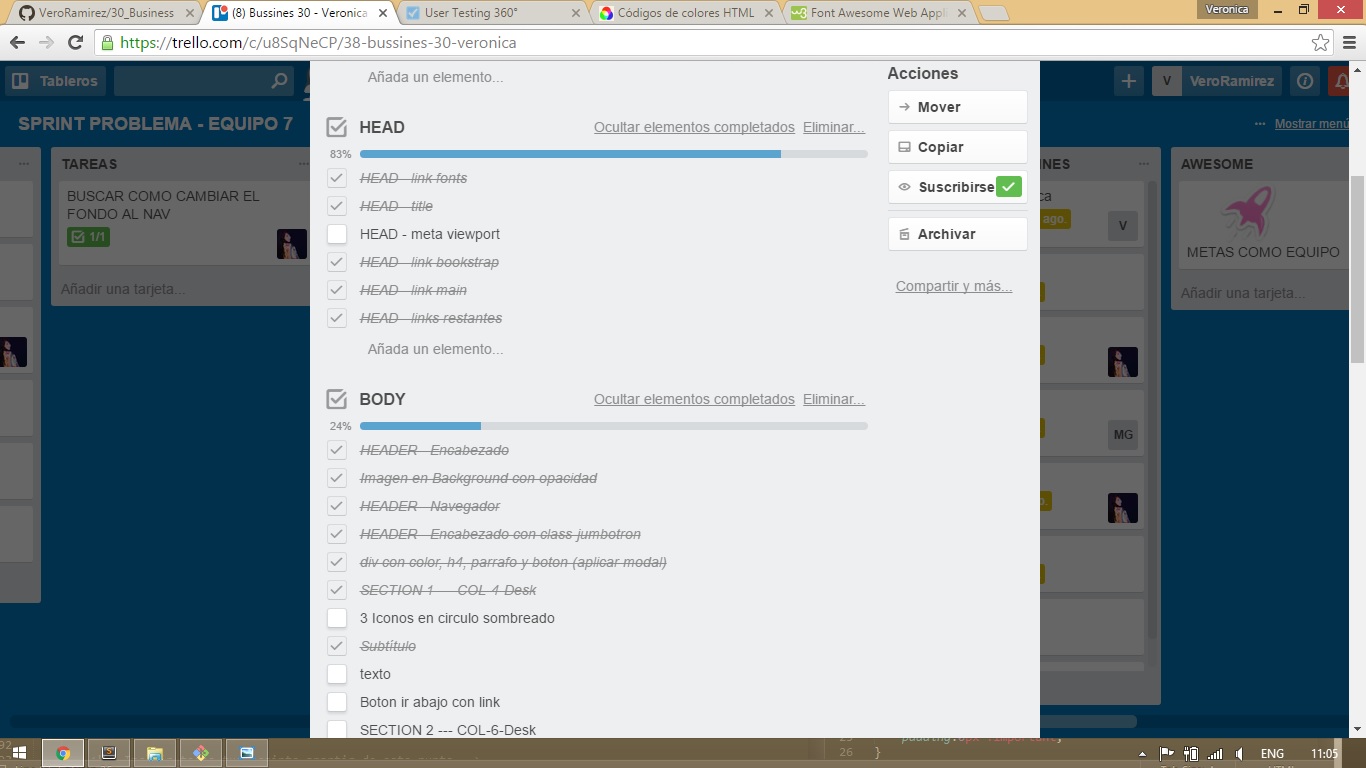 VeroRamirez/30_Business
(8) Bussines 30 - Veronica
User Testing 360°
Códigos de colores HTML
Font Awesome Web Appl
Veronica
https://trello.com/c/u8SqNeCP/38-bussines-30-veronica
Tableros
V VeroRamirez
SPRINT PROBLEMA - EQUIPO 7
Mostrar menú
TAREAS
BUSCAR COMO CAMBIAR EL
FONDO AL NAV
1/1
Añadir una tarjeta...
Añada un elemento...
HEAD
Ocultar elementos completados Eliminar...
83%
HEAD - link fonts
HEAD - title
HEAD - meta viewport
HEAD - link bookstrap
HEAD - link main
HEAD - links restantes
Añada un elemento...
BODY
Ocultar elementos completados Eliminar...
24%
HEADER - Encabezado
Imagen en Background con opacidad
HEADER - Navegador
HEADER - Encabezado con class jumbotron
div con color, h4, parrafo y boton (aplicar modal)
SECTION 1 --- COL-4-Desk
3 Iconos en circulo sombreado
Subtítulo
texto
Boton ir abajo con link
SECTION 2 --- COL-6-Desk
Acciones
Mover
Copiar
Suscribirse
Archivar
Compartir y más...
INES
ca
ago.
V
MG
AWESOME
METAS COMO EQUIPO
Añadir una tarjeta...
26 }
ENG
11:05